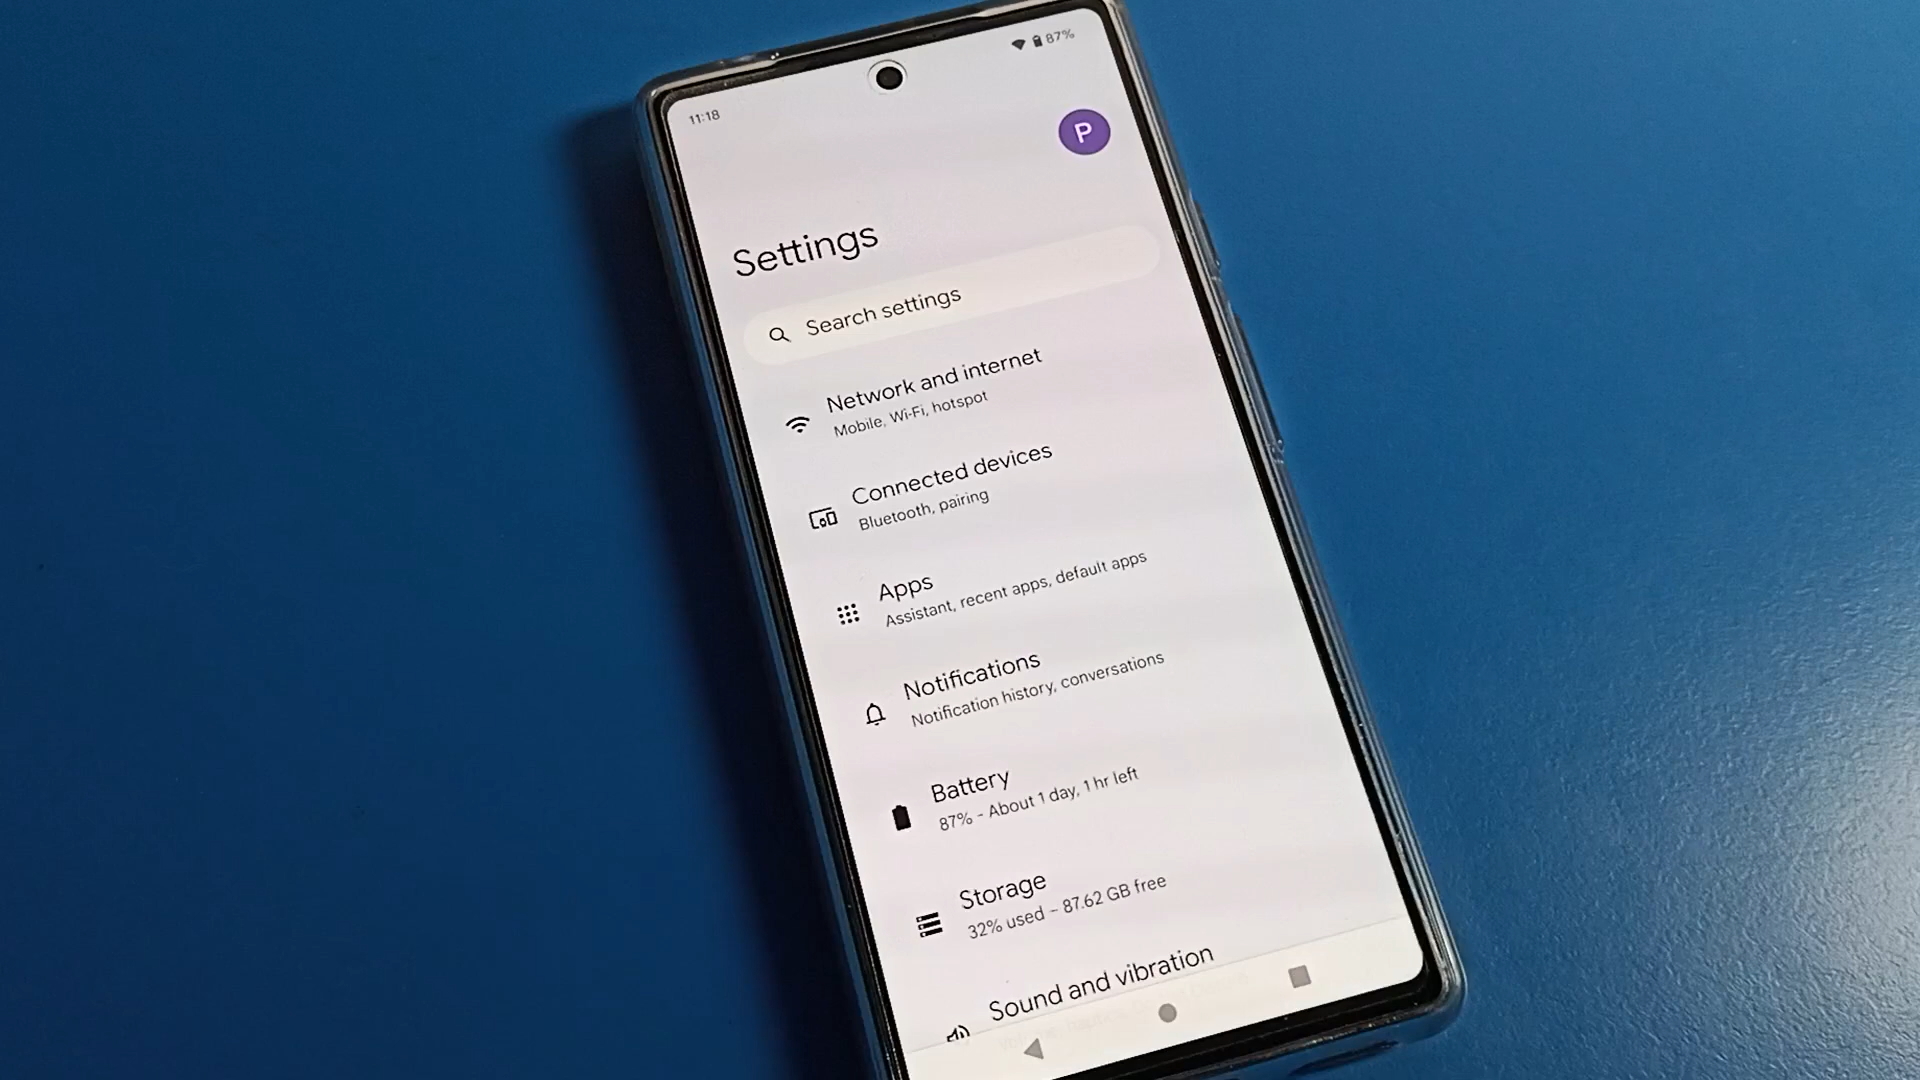 11:18
87%
P
Settings
Search settings
Network and internet
Mobile, Wi-Fi, hotspot
Connected devices
Bluetooth, pairing
Apps
Assistant, recent apps, default apps
Notifications
Notification history, conversations
Battery
87% - About 1 day, 1 hr left
Storage
32% used - 87.62 GB free
Sound and vibration